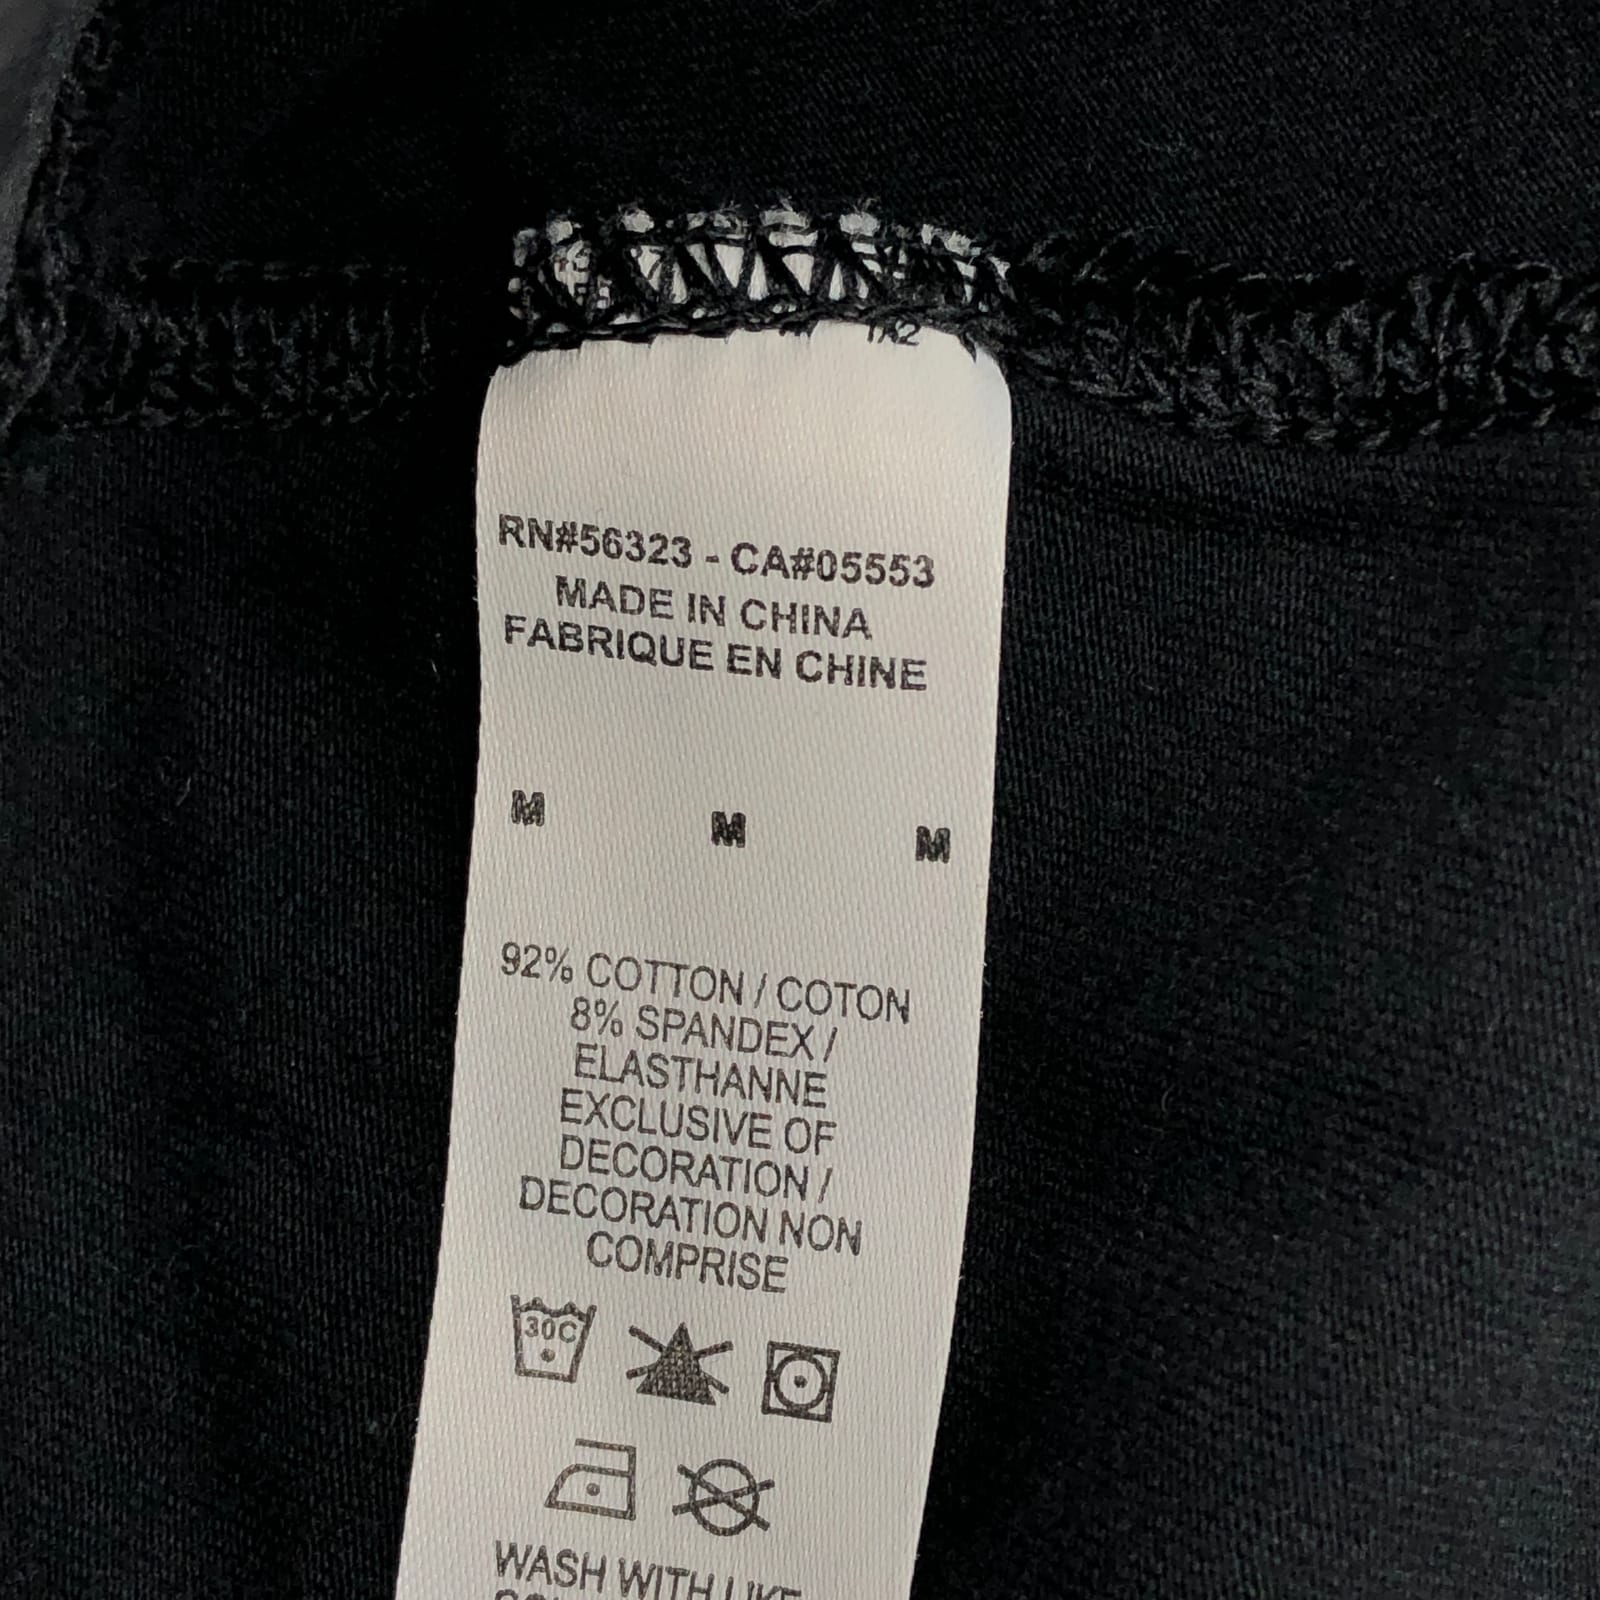 RN#56323 - CA#05553
MADE IN CHINA
FABRIQUE EN CHINE
M M M
92% COTTON / COTON
8% SPANDEX /
ELASTHANNE
EXCLUSIVE OF
DECORATION /
DECORATION NON
COMPRISE
30C
WASH WITH LIKE